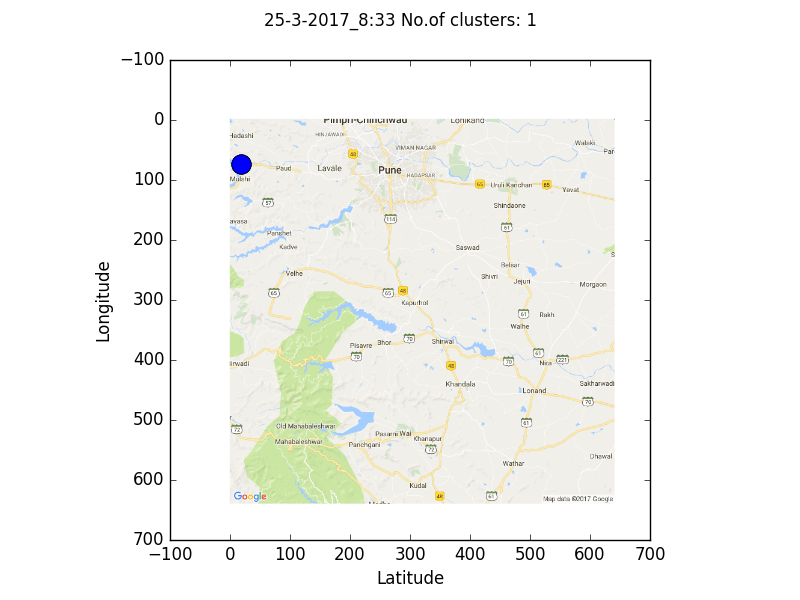 25-3-2017_8:33 No.of clusters: 1
−100
0
100
200
300
400
500
600
700
Longitude
−100 0 100 200 300 400 500 600 700
Latitude
Pimpri-Chinchwad
Lonikand
Hadashi
HINJAWADI
48
VIMAN NAGAR
Walaki
Mulshi
Paud
Lavale
Pune
HADAPSAR
65
Uruli Kanchan
65
Yavat
57
Shindaone
avasa
114
61
Panshet
Kadve
Saswad
Velhe
Belsar
Shivri
Jejuri
Morgaon
65
65
48
Kapurhol
61
Rakh
Walhe
Pisavre
Bhor
70
Shirwal
70
61
221
irwadi
48
70
Nira
Khandala
Lonand
Sakharwadi
70
72
Old Mahabaleshwar
61
Mahabaleshwar
Panchgani
Pasarni
Wai
Khanapur
72
Wathar
Dhawal
Kudal
48
61
Google
Map data ©2017 Google